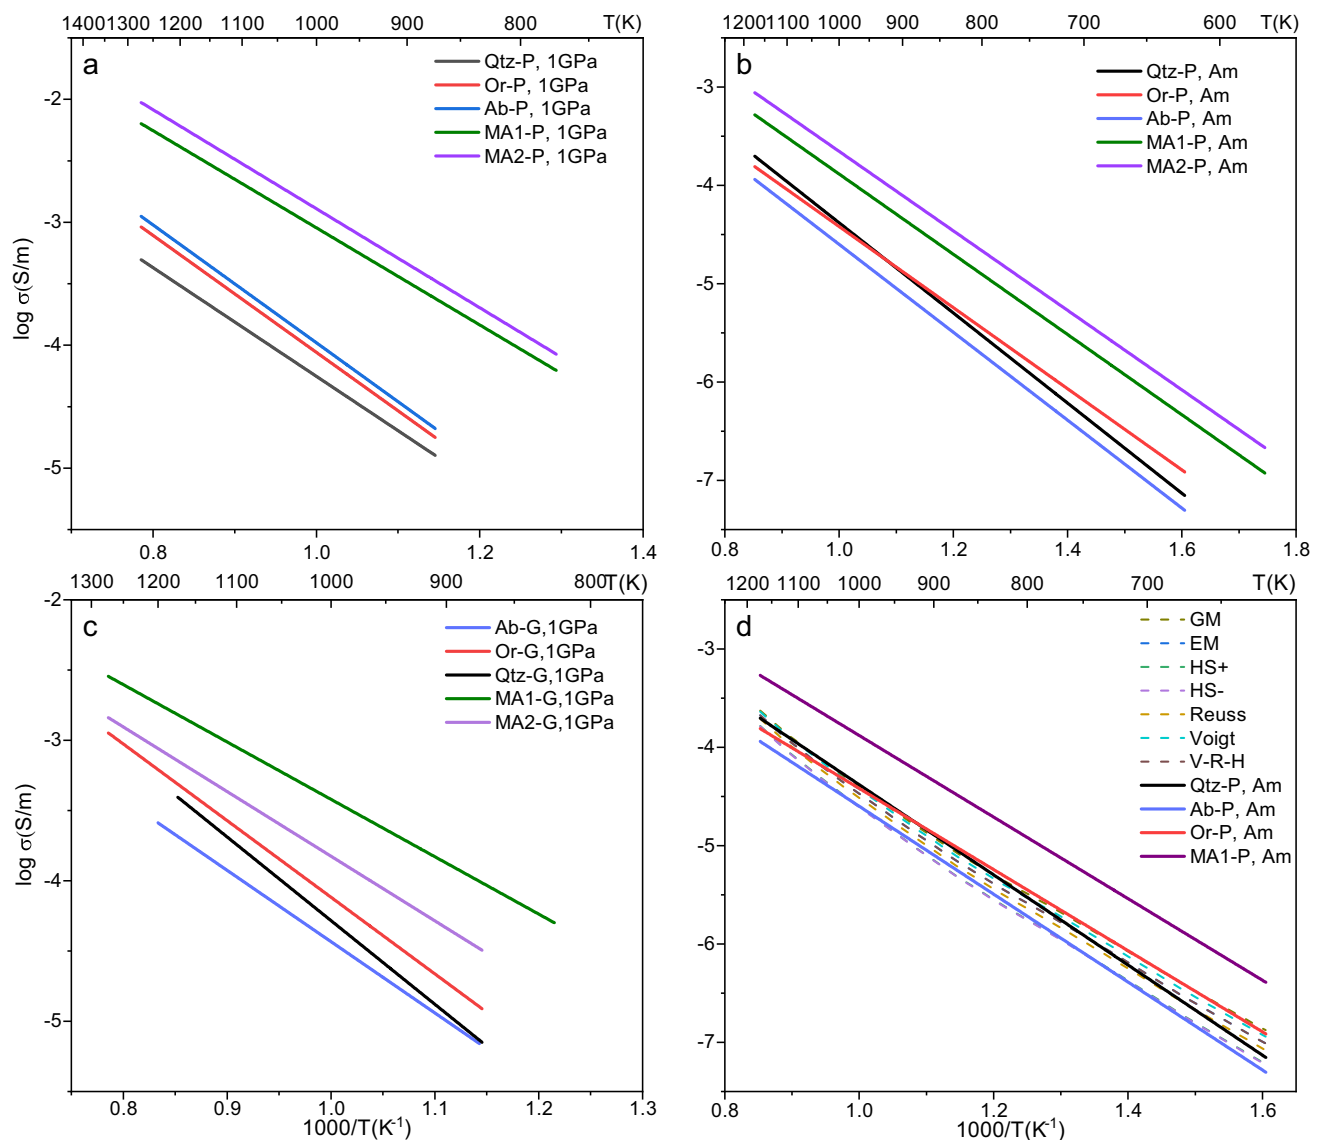 1400 1300 1200 1100 1000 900 800 T(K)
a
Qtz-P, 1GPa
Or-P, 1GPa
Ab-P, 1GPa
MA1-P, 1GPa
MA2-P, 1GPa
-2
-3
-4
-5
log σ(S/m)
0.8 1.0 1.2 1.4
1200 1100 1000 900 800 700 600 T(K)
b
Qtz-P, Am
Or-P, Am
Ab-P, Am
MA1-P, Am
MA2-P, Am
-3
-4
-5
-6
-7
0.8 1.0 1.2 1.4 1.6 1.8
1300 1200 1100 1000 900 800 T(K)
c
Ab-G,1GPa
Or-G,1GPa
Qtz-G,1GPa
MA1-G,1GPa
MA2-G,1GPa
-2
-3
-4
-5
log σ(S/m)
0.8 0.9 1.0 1.1 1.2 1.3
1000/T(K-1)
1200 1100 1000 900 800 700 T(K)
d
GM
EM
HS+
HS-
Reuss
Voigt
V-R-H
Qtz-P, Am
Ab-P, Am
Or-P, Am
MA1-P, Am
-3
-4
-5
-6
-7
0.8 1.0 1.2 1.4 1.6
1000/T(K-1)